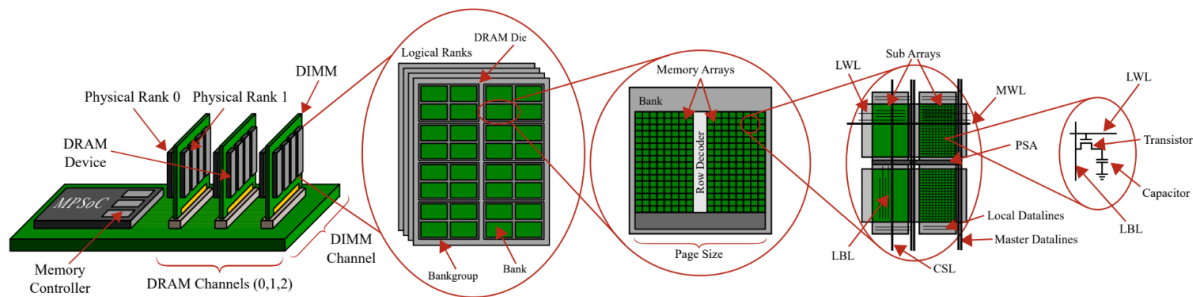 Physical Rank 0
Physical Rank 1
DIMM
DRAM
Device
MPSoC
Memory
Controller
DRAM Channels (0,1,2)
DIMM
Channel
Logical Ranks
DRAM Die
Bankgroup
Bank
Memory Arrays
Bank
Row Decoder
Page Size
LWL
Sub Arrays
MWL
PSA
Local Datalines
Master Datalines
LBL
CSL
LWL
Transistor
Capacitor
LBL